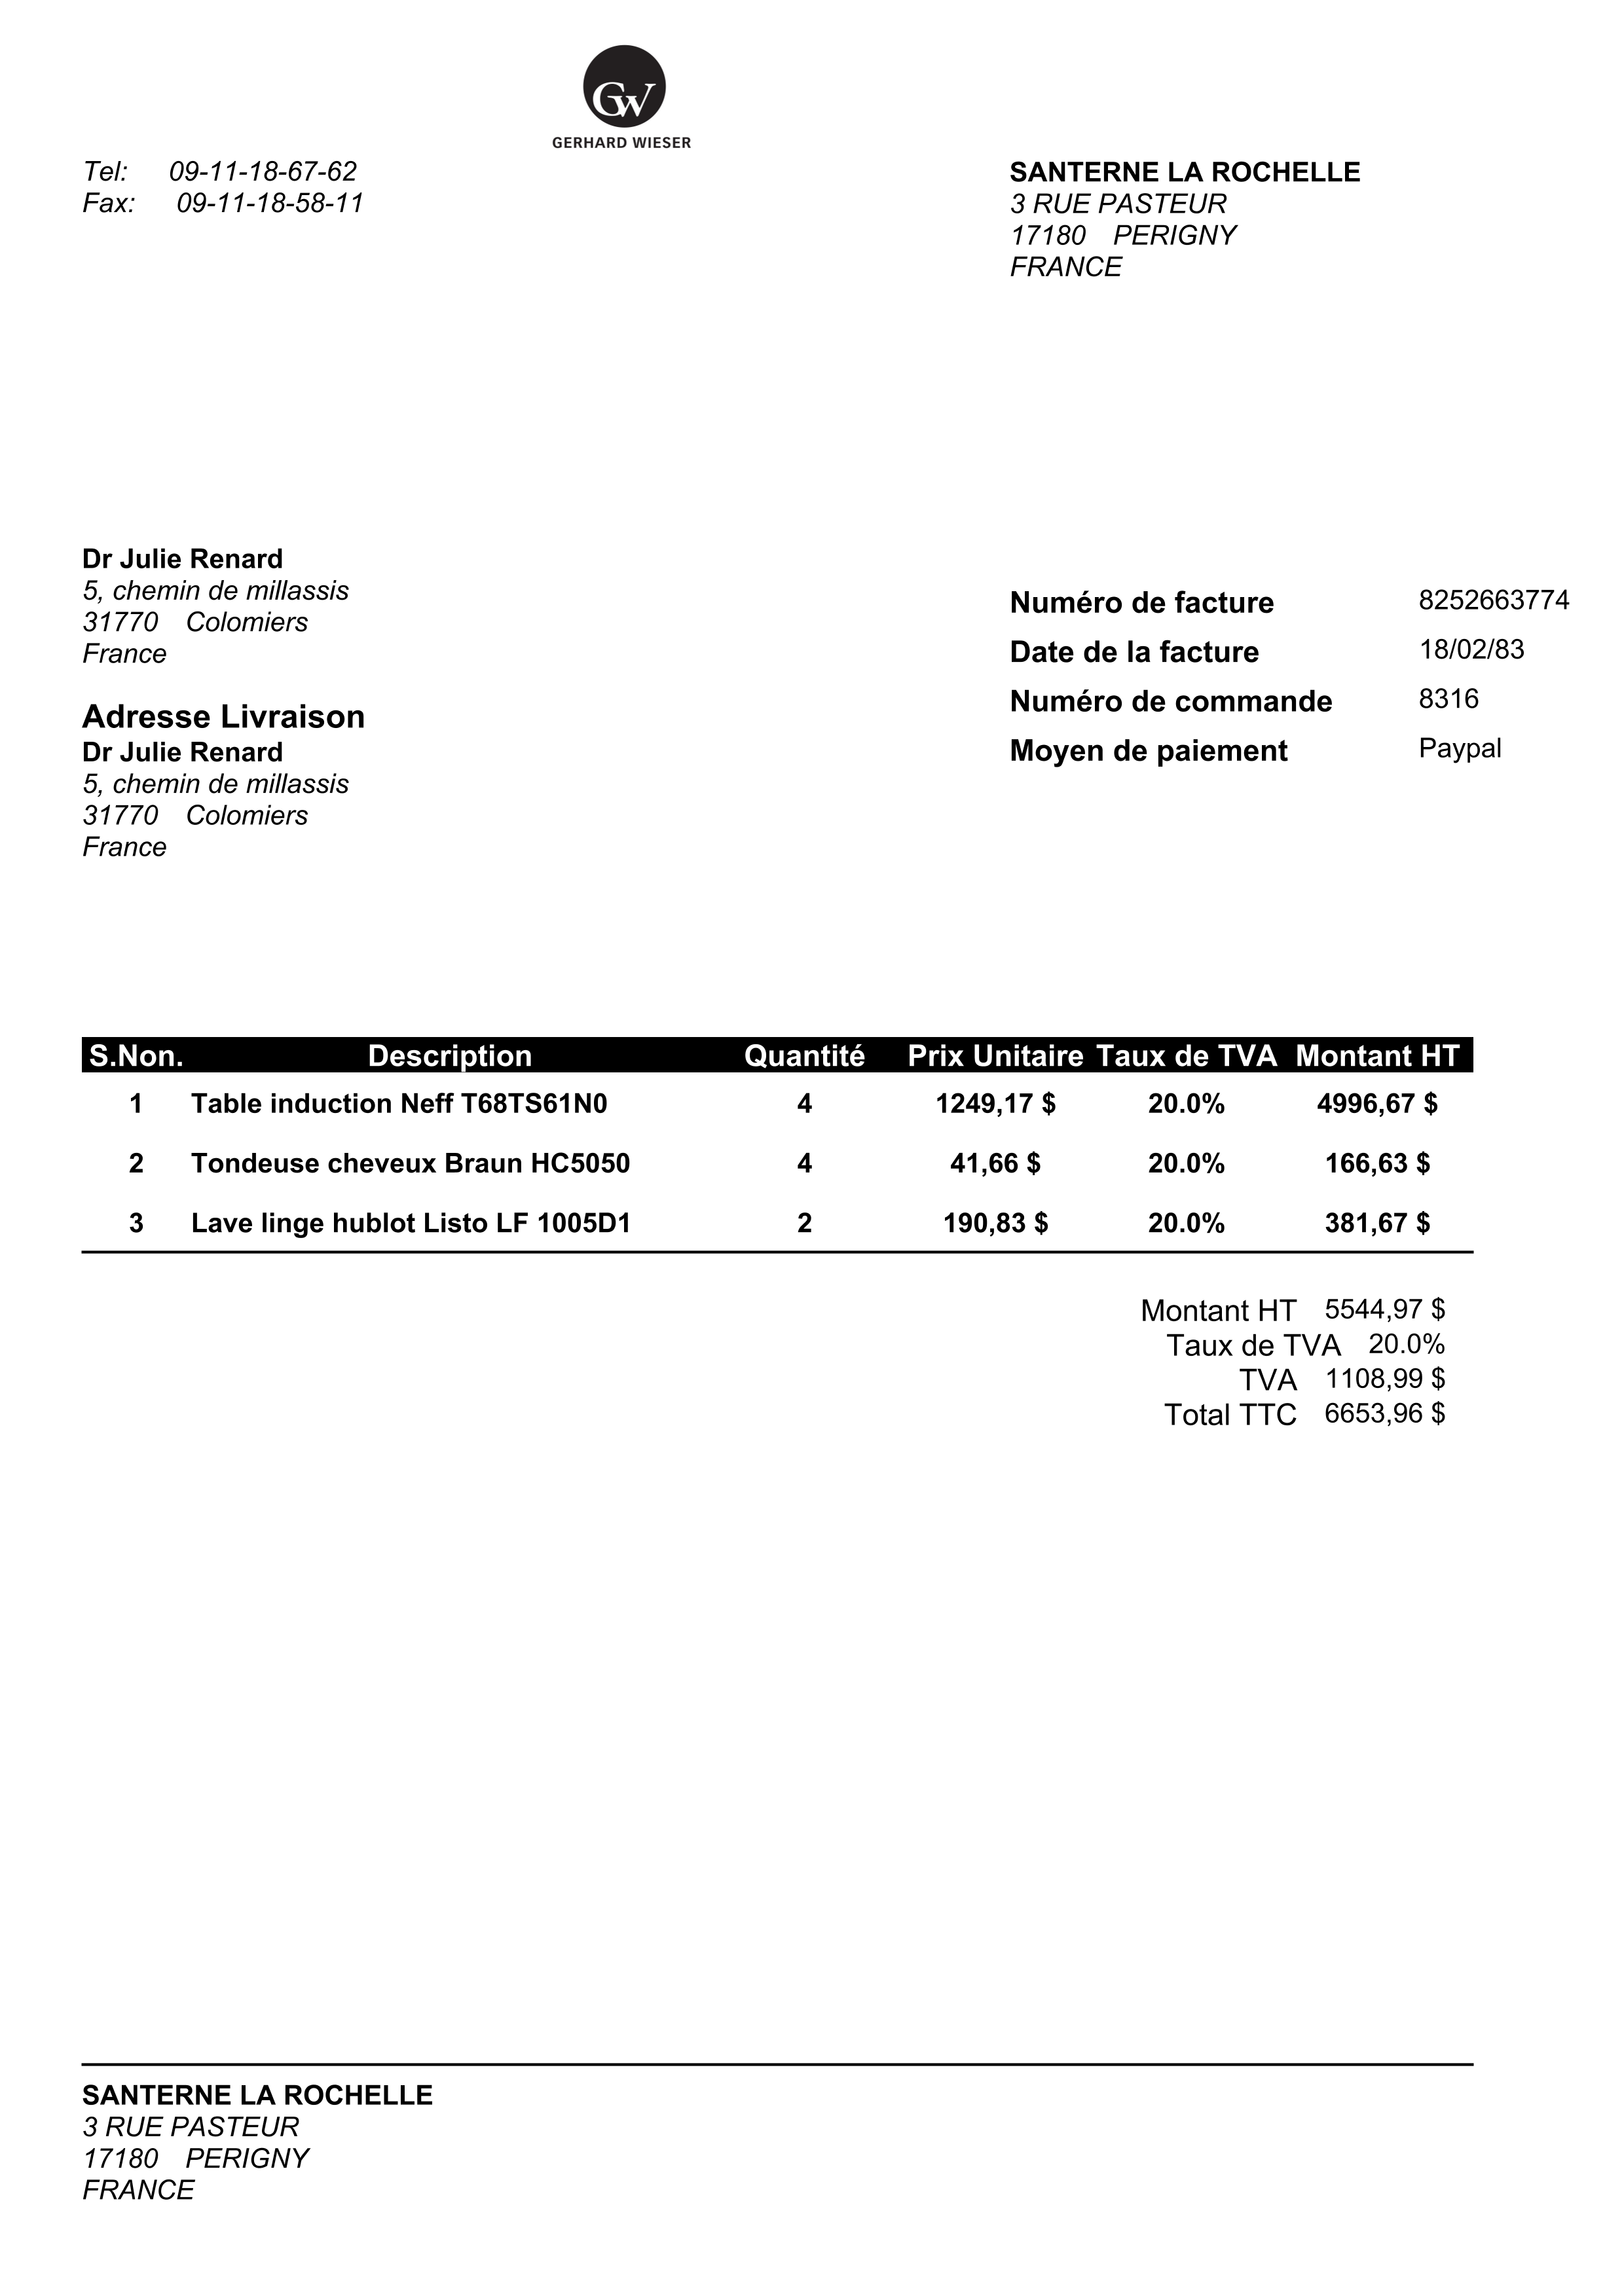 GW
GERHARD WIESER
Tel: 09-11-18-67-62
Fax: 09-11-18-58-11
SANTERNE LA ROCHELLE
3 RUE PASTEUR
17180 PERIGNY
FRANCE
Dr Julie Renard
5, chemin de millassis
31770 Colomiers
France
Adresse Livraison
Dr Julie Renard
5, chemin de millassis
31770 Colomiers
France
Numéro de facture 8252663774
Date de la facture 18/02/83
Numéro de commande 8316
Moyen de paiement Paypal
S.Non. Description Quantité Prix Unitaire Taux de TVA Montant HT
1 Table induction Neff T68TS61N0 4 1249,17 $ 20.0% 4996,67 $
2 Tondeuse cheveux Braun HC5050 4 41,66 $ 20.0% 166,63 $
3 Lave linge hublot Listo LF 1005D1 2 190,83 $ 20.0% 381,67 $
Montant HT 5544,97 $
Taux de TVA 20.0%
TVA 1108,99 $
Total TTC 6653,96 $
SANTERNE LA ROCHELLE
3 RUE PASTEUR
17180 PERIGNY
FRANCE